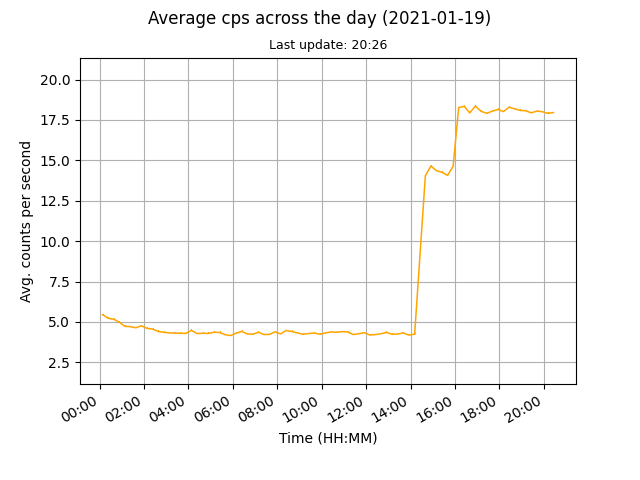 Average cps across the day (2021-01-19)
Last update: 20:26
20.0
17.5
15.0
12.5
10.0
7.5
5.0
2.5
Avg. counts per second
00:00 02:00 04:00 06:00 08:00 10:00 12:00 14:00 16:00 18:00 20:00
Time (HH:MM)